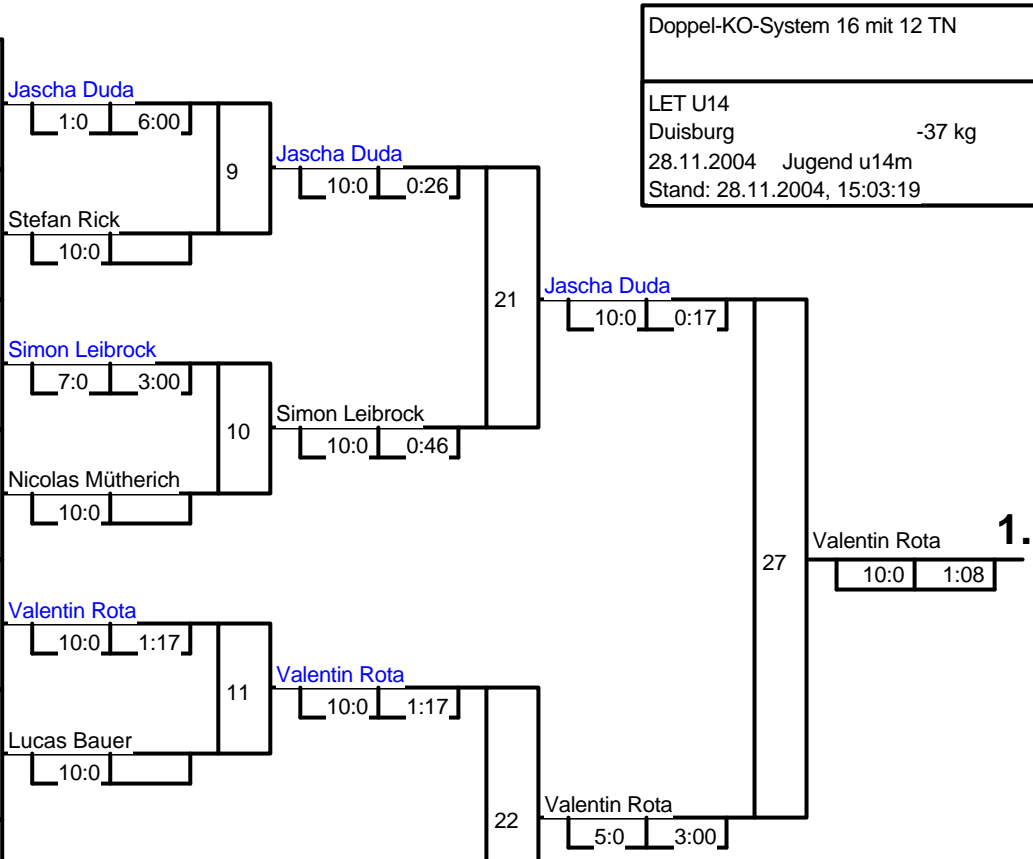 Doppel-KO-System 16 mit 12 TN
LET U14
Duisburg -37 kg
28.11.2004 Jugend u14m
Stand: 28.11.2004, 15:03:19
Jascha Duda
1:0 6:00
9
Jascha Duda
10:0 0:26
Stefan Rick
10:0
21
Jascha Duda
10:0 0:17
Simon Leibrock
7:0 3:00
10
Simon Leibrock
10:0 0:46
Nicolas Mütherich
10:0
27
Valentin Rota 1.
10:0 1:08
Valentin Rota
10:0 1:17
11
Valentin Rota
10:0 1:17
Lucas Bauer
10:0
22
Valentin Rota
5:0 3:00